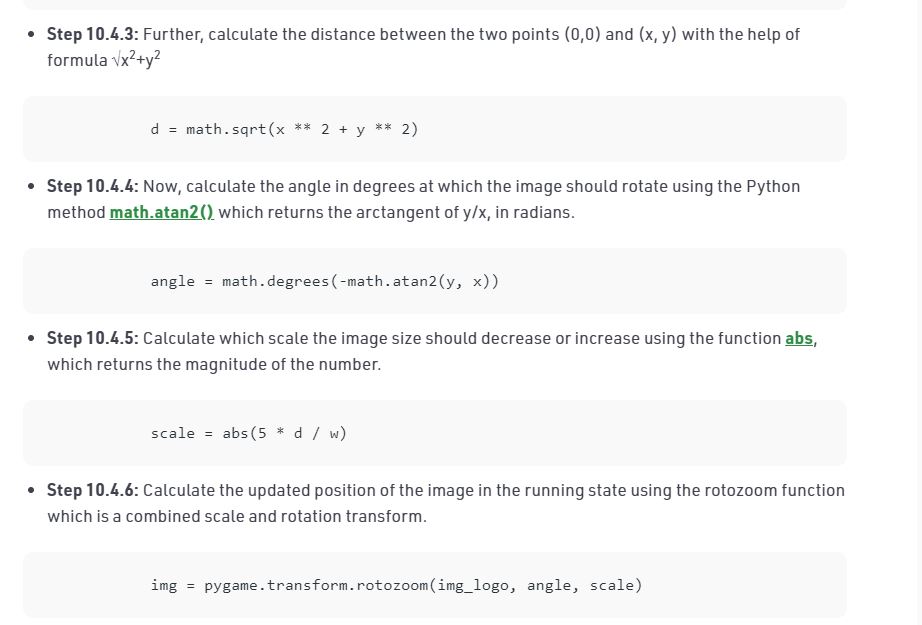 • Step 10.4.3: Further, calculate the distance between the two points (0,0) and (x, y) with the help of
formula √x²+y²
d = math.sqrt(x ** 2 + y ** 2)
• Step 10.4.4: Now, calculate the angle in degrees at which the image should rotate using the Python
method math.atan2() which returns the arctangent of y/x, in radians.
angle = math.degrees(-math.atan2(y, x))
• Step 10.4.5: Calculate which scale the image size should decrease or increase using the function abs,
which returns the magnitude of the number.
scale = abs(5 * d / w)
• Step 10.4.6: Calculate the updated position of the image in the running state using the rotozoom function
which is a combined scale and rotation transform.
img = pygame.transform.rotozoom(img_logo, angle, scale)